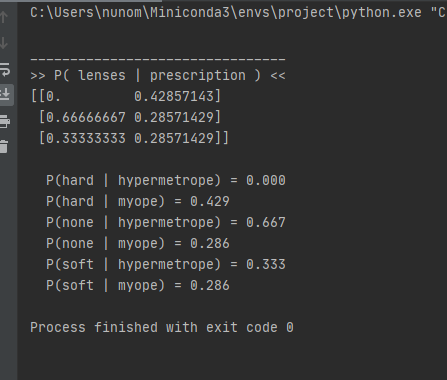 C:\Users\nunom\Miniconda3\envs\project\python.exe "C
________________________________
>> P( lenses | prescription ) <<
[[0.         0.42857143]
 [0.66666667 0.28571429]
 [0.33333333 0.28571429]]
  P(hard | hypermetrope) = 0.000
  P(hard | myope) = 0.429
  P(none | hypermetrope) = 0.667
  P(none | myope) = 0.286
  P(soft | hypermetrope) = 0.333
  P(soft | myope) = 0.286
Process finished with exit code 0